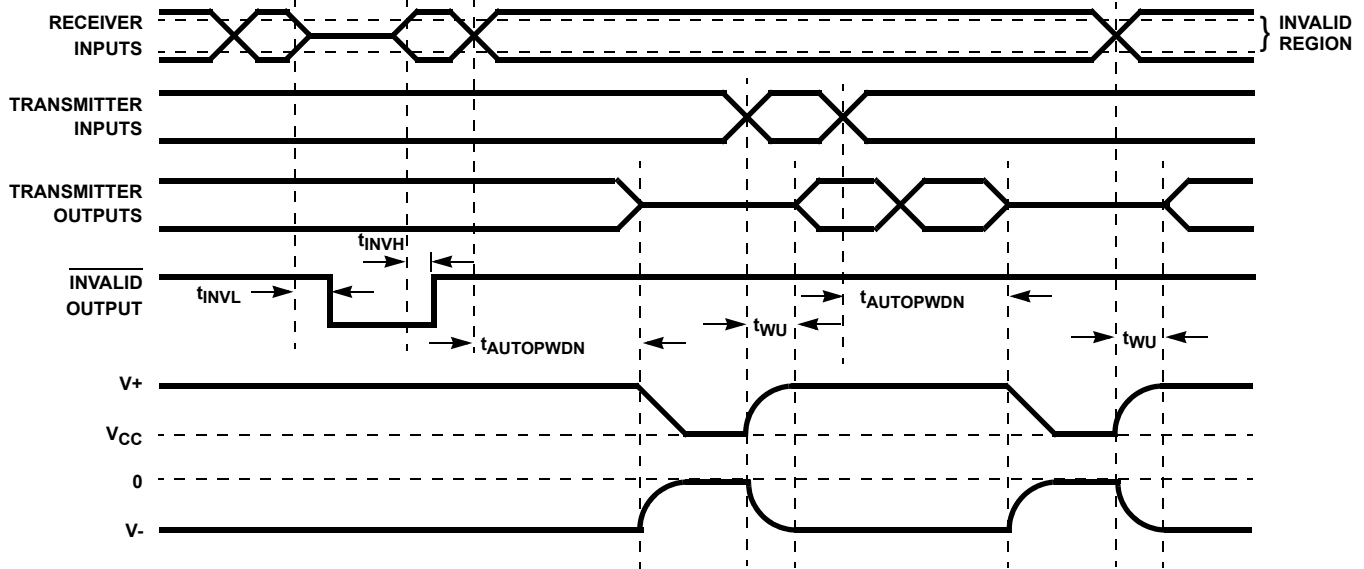 RECEIVER
INPUTS
} INVALID
REGION
TRANSMITTER
INPUTS
TRANSMITTER
OUTPUTS
tINVH
INVALID
OUTPUT
tINVL
tAUTOPWDN
tWU
tAUTOPWDN
tWU
V+
VCC
0
V-